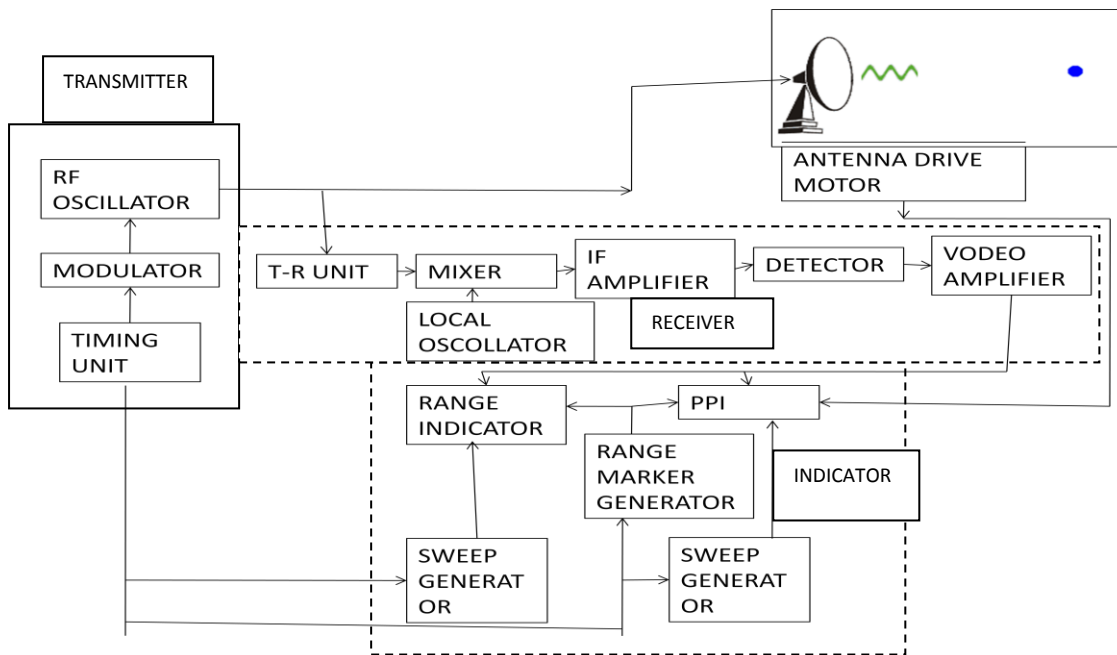 TRANSMITTER
RF
OSCILLATOR
MODULATOR
TIMING
UNIT
ANTENNA DRIVE
MOTOR
T-R UNIT
MIXER
IF
AMPLIFIER
DETECTOR
VODEO
AMPLIFIER
LOCAL
OSCOLLATOR
RECEIVER
RANGE
INDICATOR
PPI
RANGE
MARKER
GENERATOR
INDICATOR
SWEEP
GENERAT
OR
SWEEP
GENERAT
OR